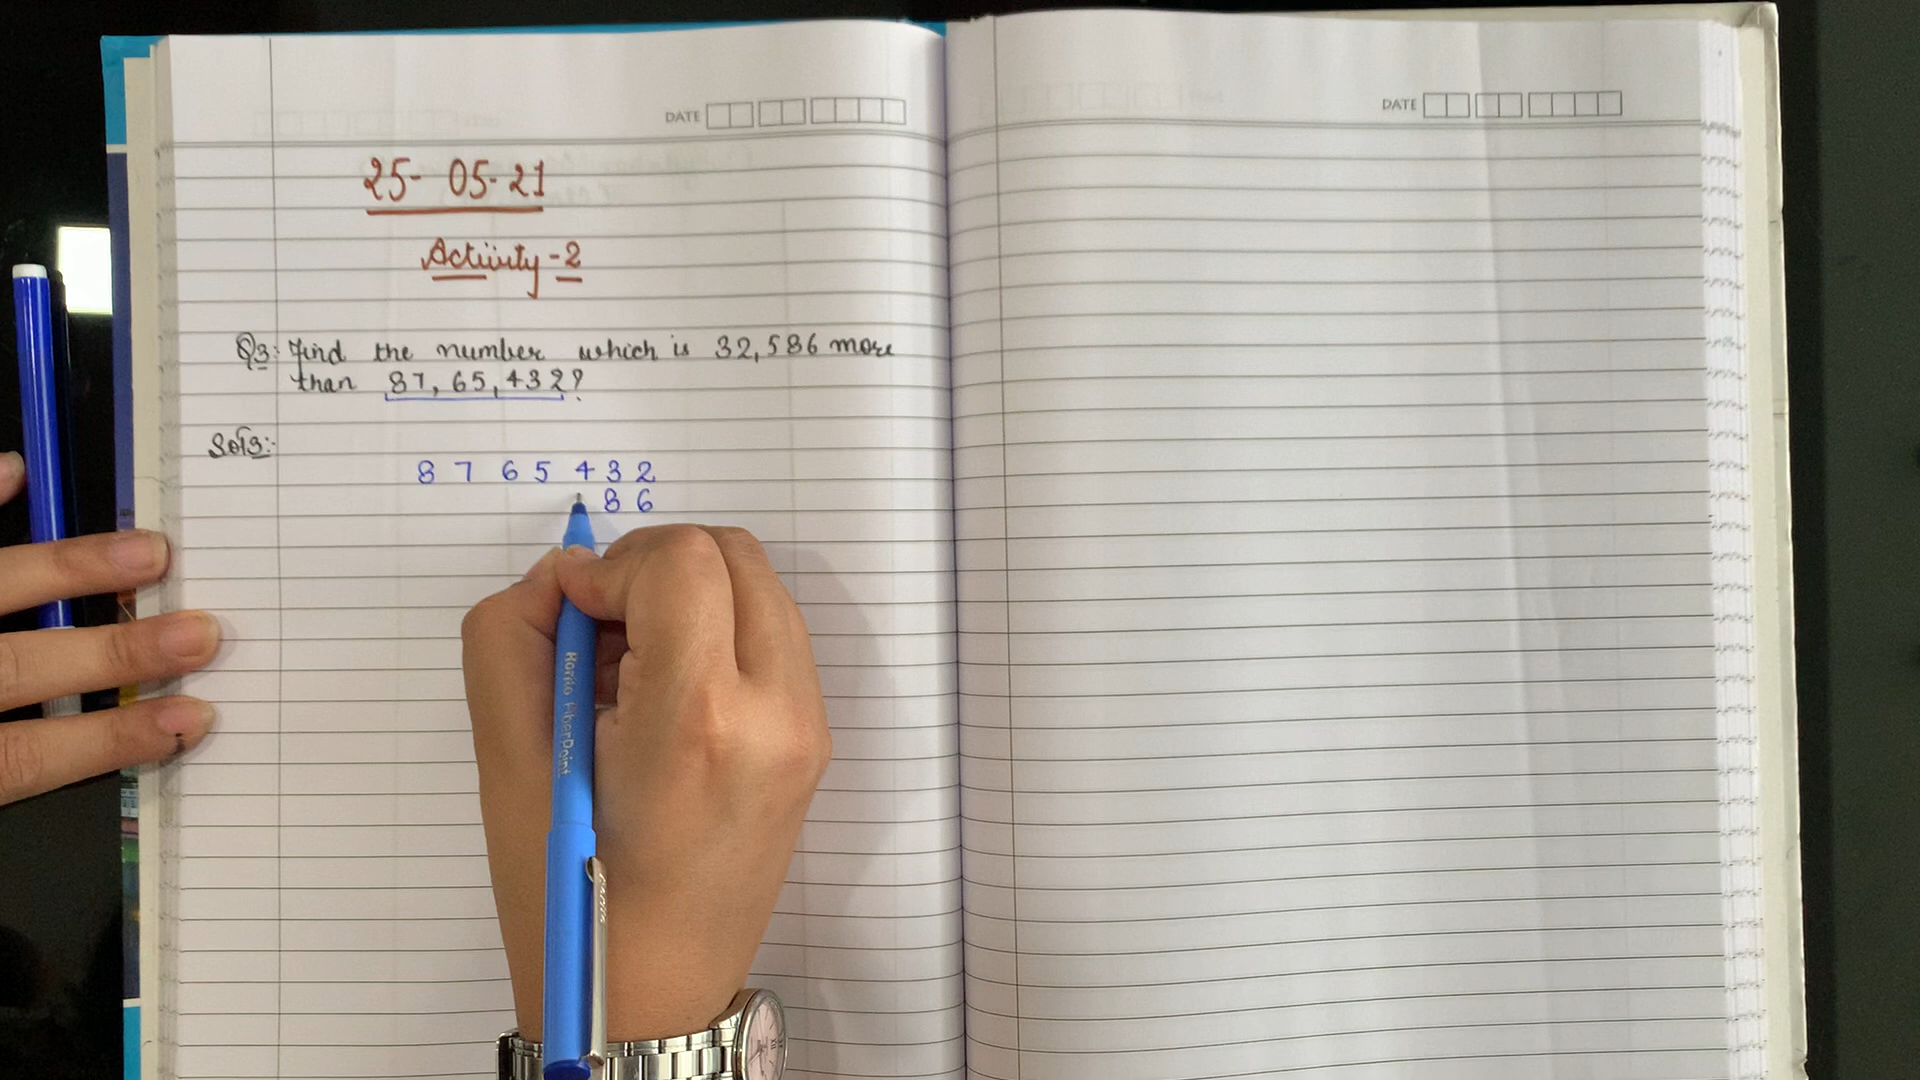 DATE
DATE
25-05-21
Activity-2
Q3: Find the number which is 32,586 more
than 87,65,432?
Sol3:
8 7 6 5 4 3 2
8 6